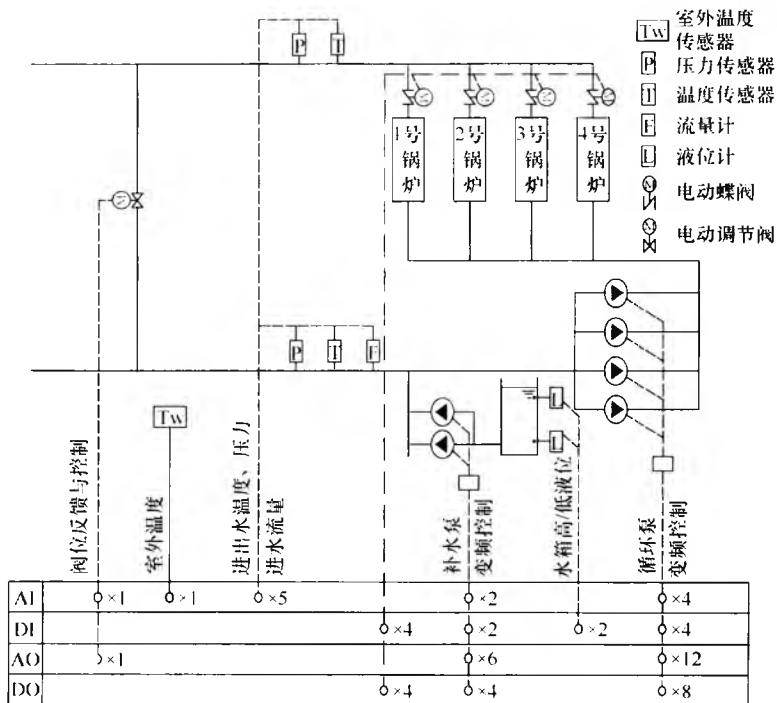 P T
Tw 室外温度
传感器
P 压力传感器
T 温度传感器
F 流量计
L 液位计
M 电动蝶阀
M 电动调节阀
M M M M
1号锅炉 2号锅炉 3号锅炉 4号锅炉
M
P T F
Tw
L
L
阀位反馈与控制
室外温度
进出水温度、压力
进水流量
补水泵
变频控制
水箱高/低液位
循环泵
变频控制
AI ×1 ×1 ×5 ×2 ×4
DI ×4 ×2 ×2 ×4
AO ×1 ×6 ×12
DO ×4 ×4 ×8